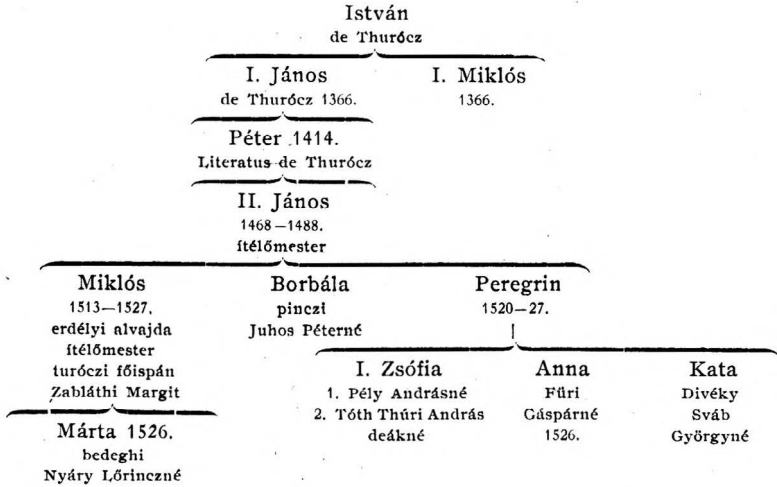 István
de Thurócz
I. János I. Miklós
de Thurócz 1366. 1366.
Péter 1414.
Literatus de Thurócz
II. János
1468–1488.
ítélőmester
Miklós Borbála Peregrin
1513–1527. pinczi 1520–27.
erdélyi alvajda Juhos Péterné
ítélőmester
turóczi főispán
Zabláthi Margit
I. Zsófia Anna Kata
1. Pély Andrásné Füri Divéky
2. Tóth Thúri András Gáspárné Sváb
deákné 1526. Györgyné
Márta 1526.
bedeghi
Nyáry Lőrinczné